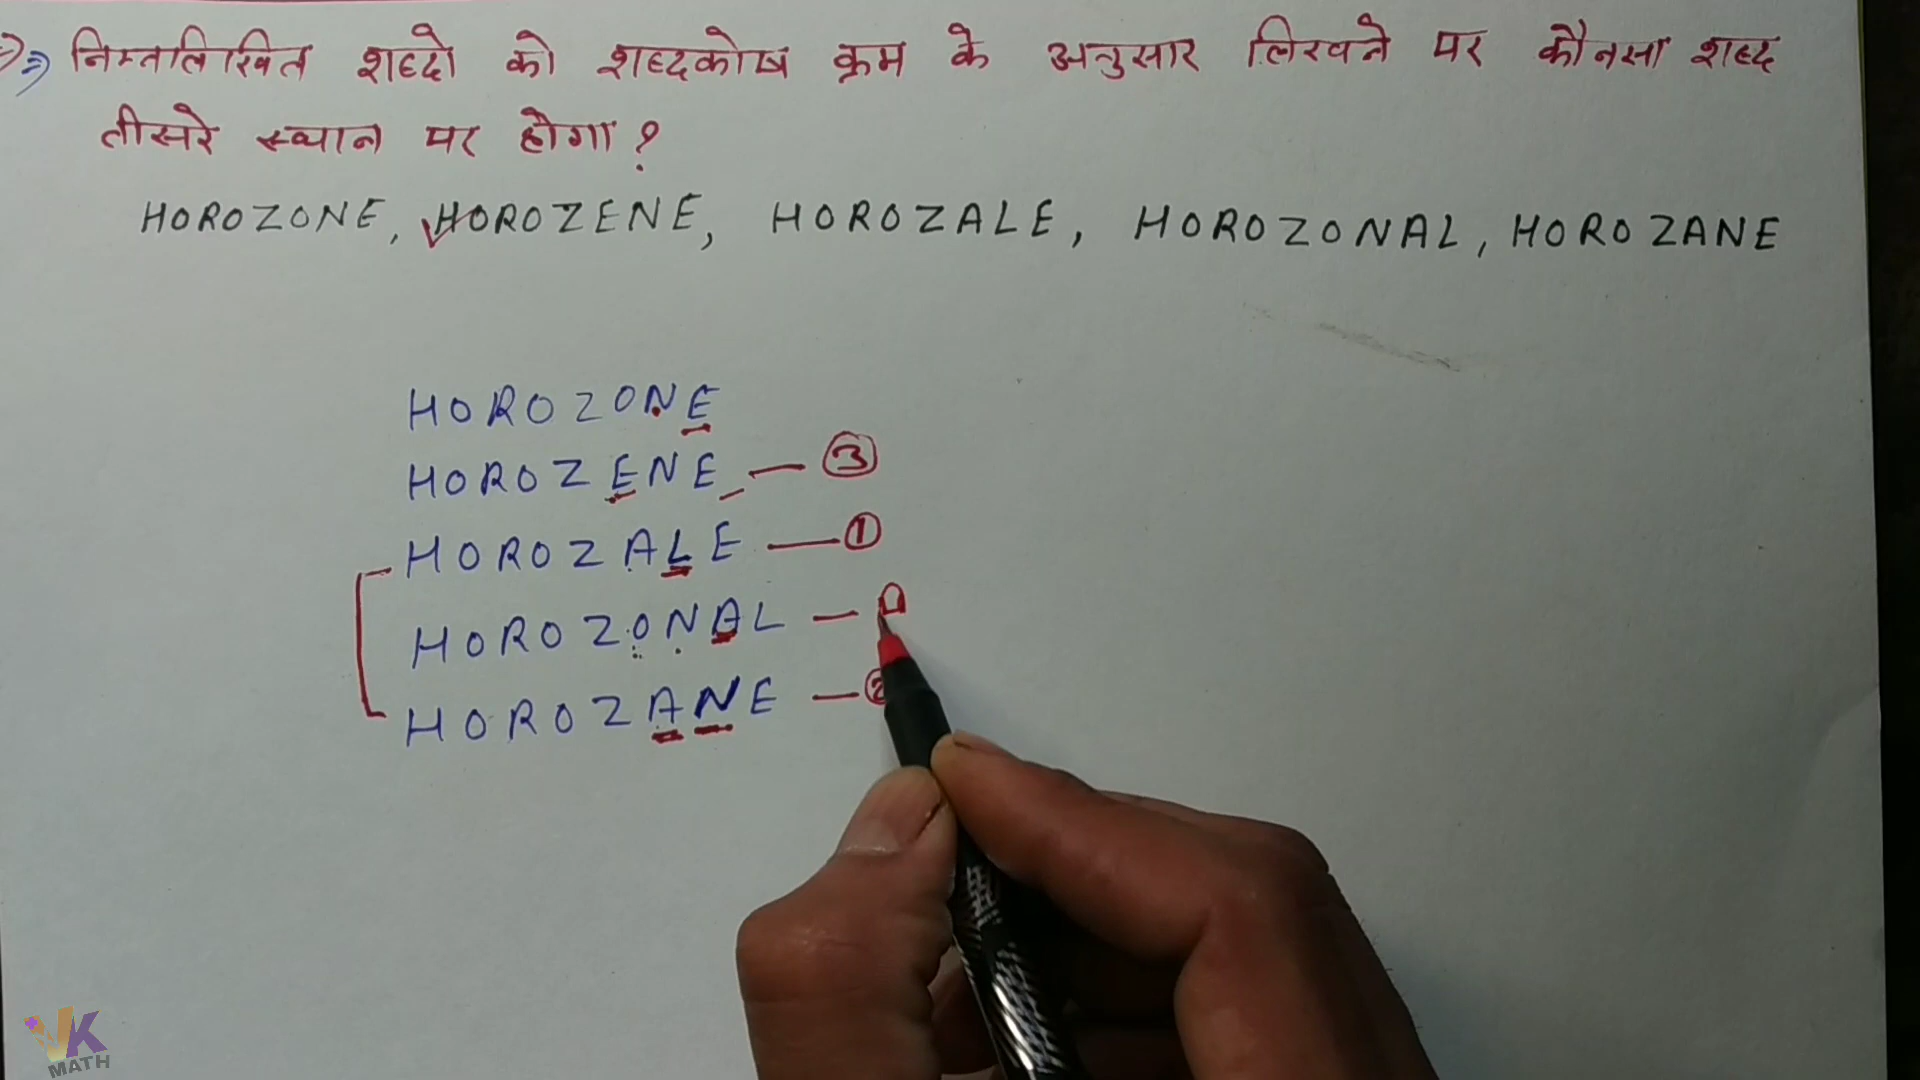 ⇒ निम्नलिखित शब्दो को शब्दकोष क्रम के अनुसार लिखने पर कौनसा शब्द
तीसरे स्थान पर होगा ?
HOROZONE, HOROZENE, HOROZALE, HOROZONAL, HOROZANE
HOROZONE
HOROZENE — ③
HOROZALE — ①
HOROZONAL —
HOROZANE — ②
VK
MATH